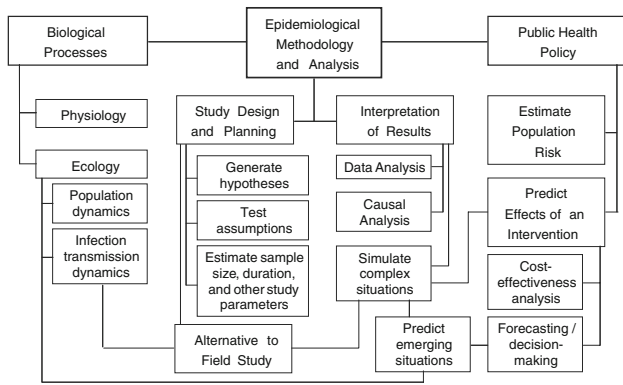 Biological
Processes
Epidemiological
Methodology
and Analysis
Public Health
Policy
Physiology
Ecology
Population
dynamics
Infection
transmission
dynamics
Study Design
and Planning
Generate
hypotheses
Test
assumptions
Estimate sample
size, duration,
and other study
parameters
Alternative to
Field Study
Interpretation
of Results
Data Analysis
Causal
Analysis
Simulate
complex
situations
Predict
emerging
situations
Estimate
Population
Risk
Predict
Effects of an
Intervention
Cost-
effectiveness
analysis
Forecasting /
decision-
making